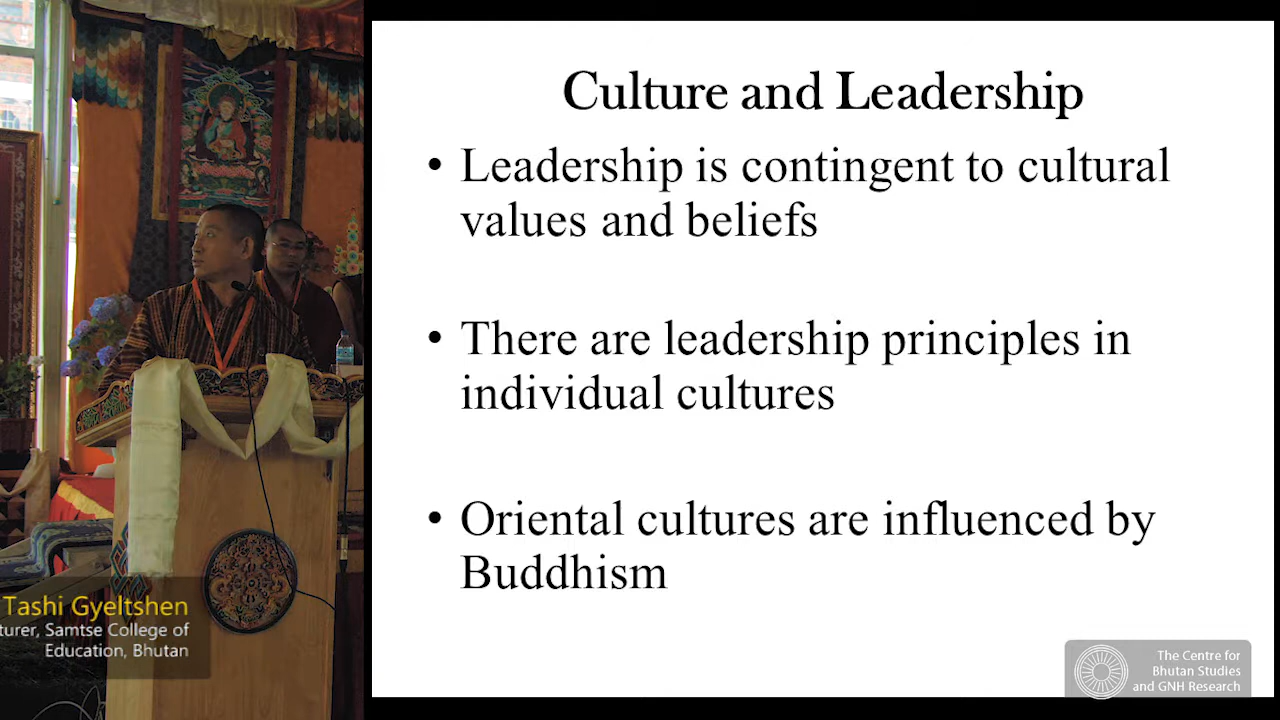 Culture and Leadership
• Leadership is contingent to cultural
values and beliefs
• There are leadership principles in
individual cultures
• Oriental cultures are influenced by
Buddhism
Tashi Gyeltshen
turer, Samtse College of
Education, Bhutan
The Centre for
Bhutan Studies
and GNH Research